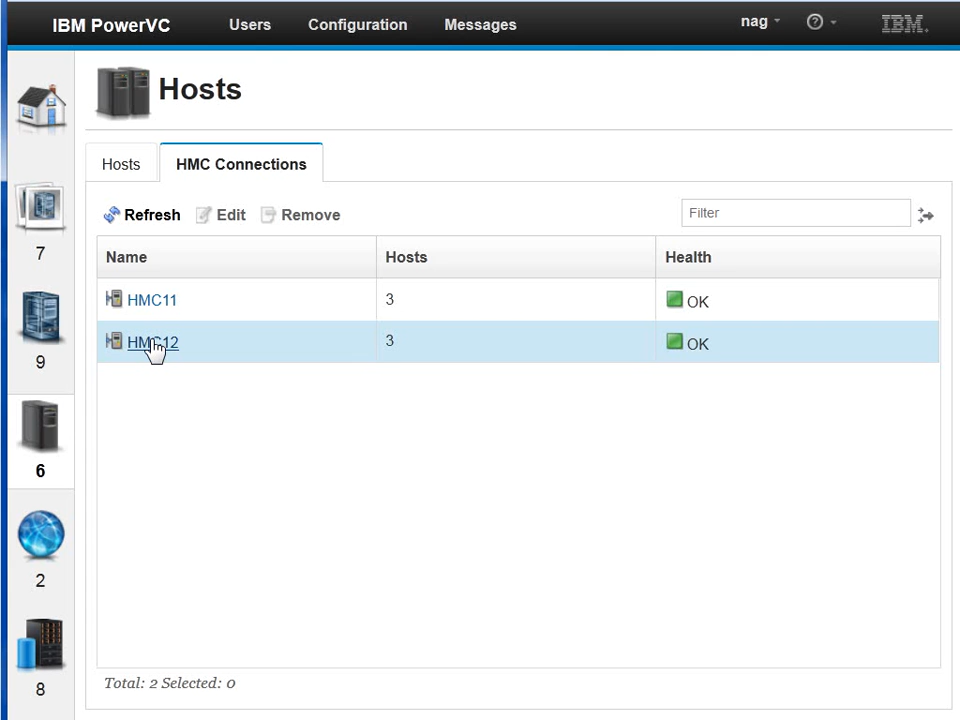 IBM PowerVC Users Configuration Messages nag ? IBM.
Hosts
Hosts HMC Connections
Refresh Edit Remove Filter
Name Hosts Health
HMC11 3 OK
HMC12 3 OK
7
9
6
2
8
Total: 2 Selected: 0